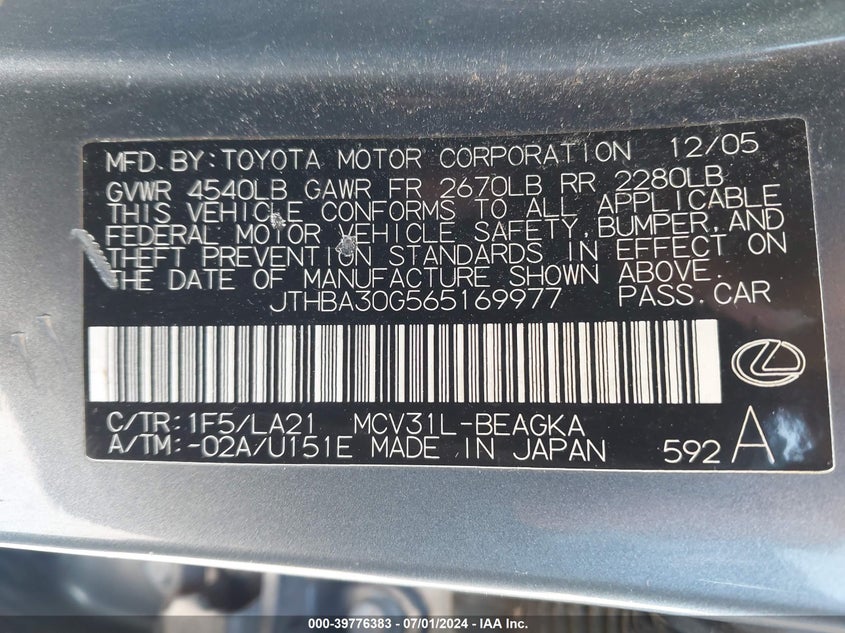 MFD. BY: TOYOTA MOTOR CORPORATION 12/05
GVWR 4540LB GAWR FR 2670LB RR 2280LB
THIS VEHICLE CONFORMS TO ALL APPLICABLE
FEDERAL MOTOR VEHICLE SAFETY, BUMPER, AND
THEFT PREVENTION STANDARDS IN EFFECT ON
THE DATE OF MANUFACTURE SHOWN ABOVE.
JTHBA30G565169977 PASS. CAR
C/TR: 1F5/LA21 MCV31L-BEAGKA
A/TM: -02A/U151E MADE IN JAPAN 592 A
000-39776383 / 07/01/2024 - IAA Inc.